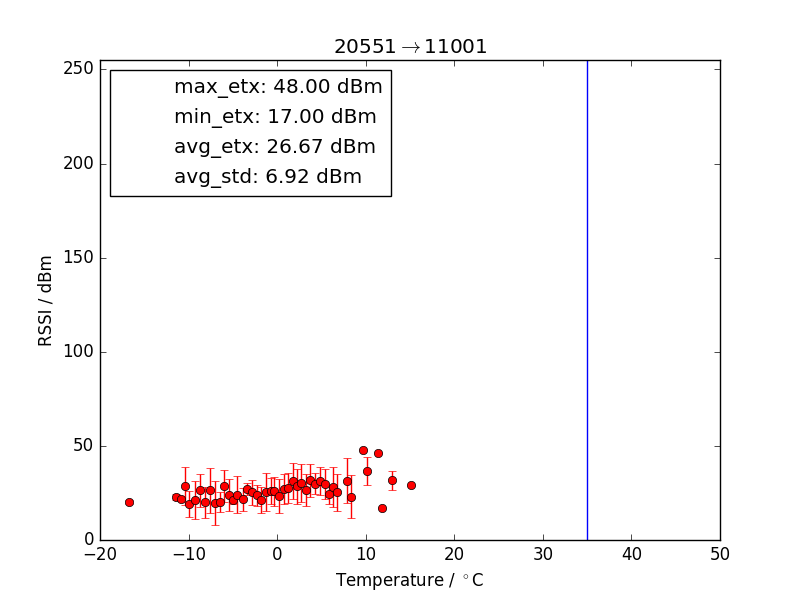 20551→11001
max_etx: 48.00 dBm
min_etx: 17.00 dBm
avg_etx: 26.67 dBm
avg_std: 6.92 dBm
RSSI / dBm
250
200
150
100
50
0
−20 −10 0 10 20 30 40 50
Temperature / °C